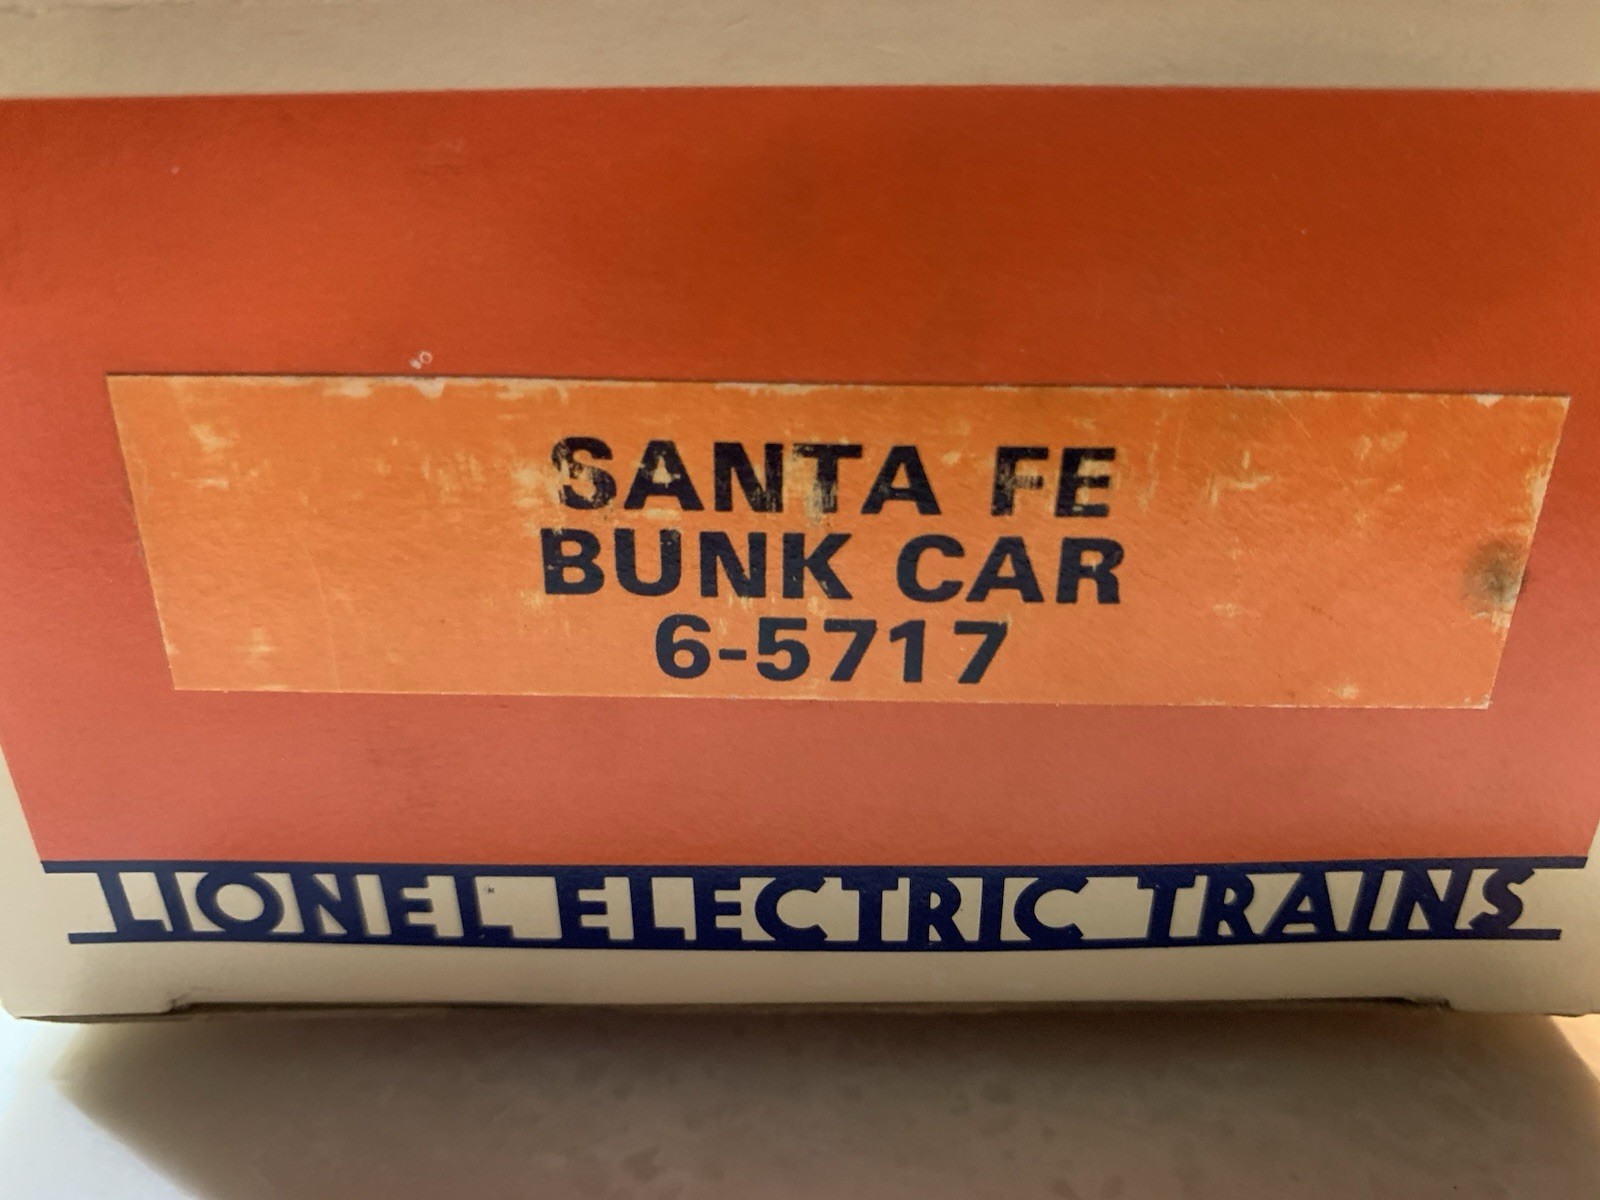 SANTA FE
BUNK CAR
6-5717
LIONEL ELECTRIC TRAINS